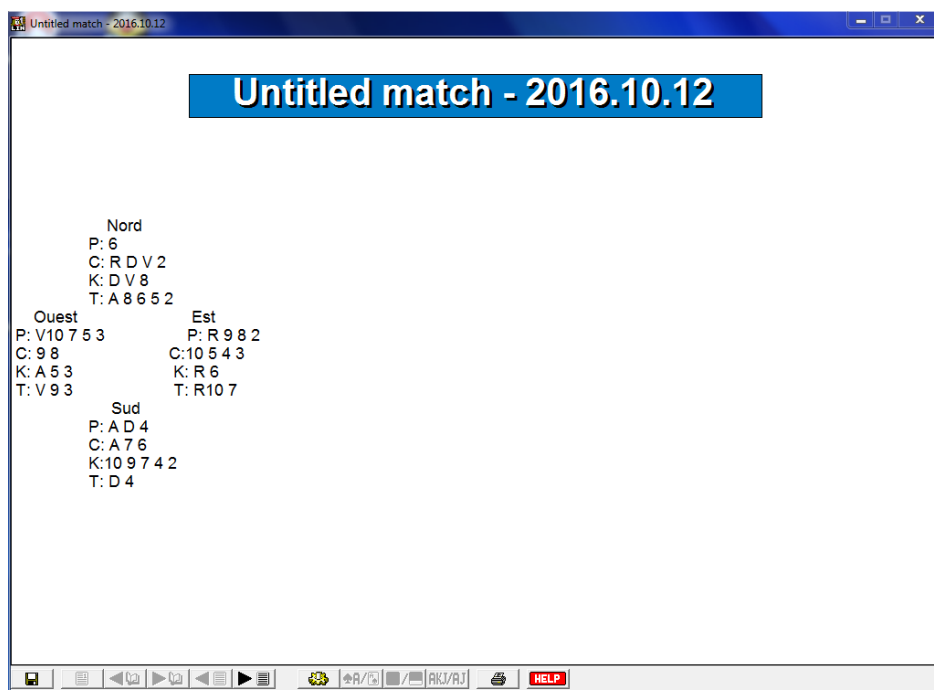 Untitled match - 2016.10.12
Untitled match - 2016.10.12
Nord
P: 6
C: R D V 2
K: D V 8
T: A 8 6 5 2
Ouest Est
P: V10 7 5 3 P: R 9 8 2
C: 9 8 C:10 5 4 3
K: A 5 3 K: R 6
T: V 9 3 T: R10 7
Sud
P: A D 4
C: A 7 6
K:10 9 7 4 2
T: D 4
♠A/ AKJ/AJ HELP